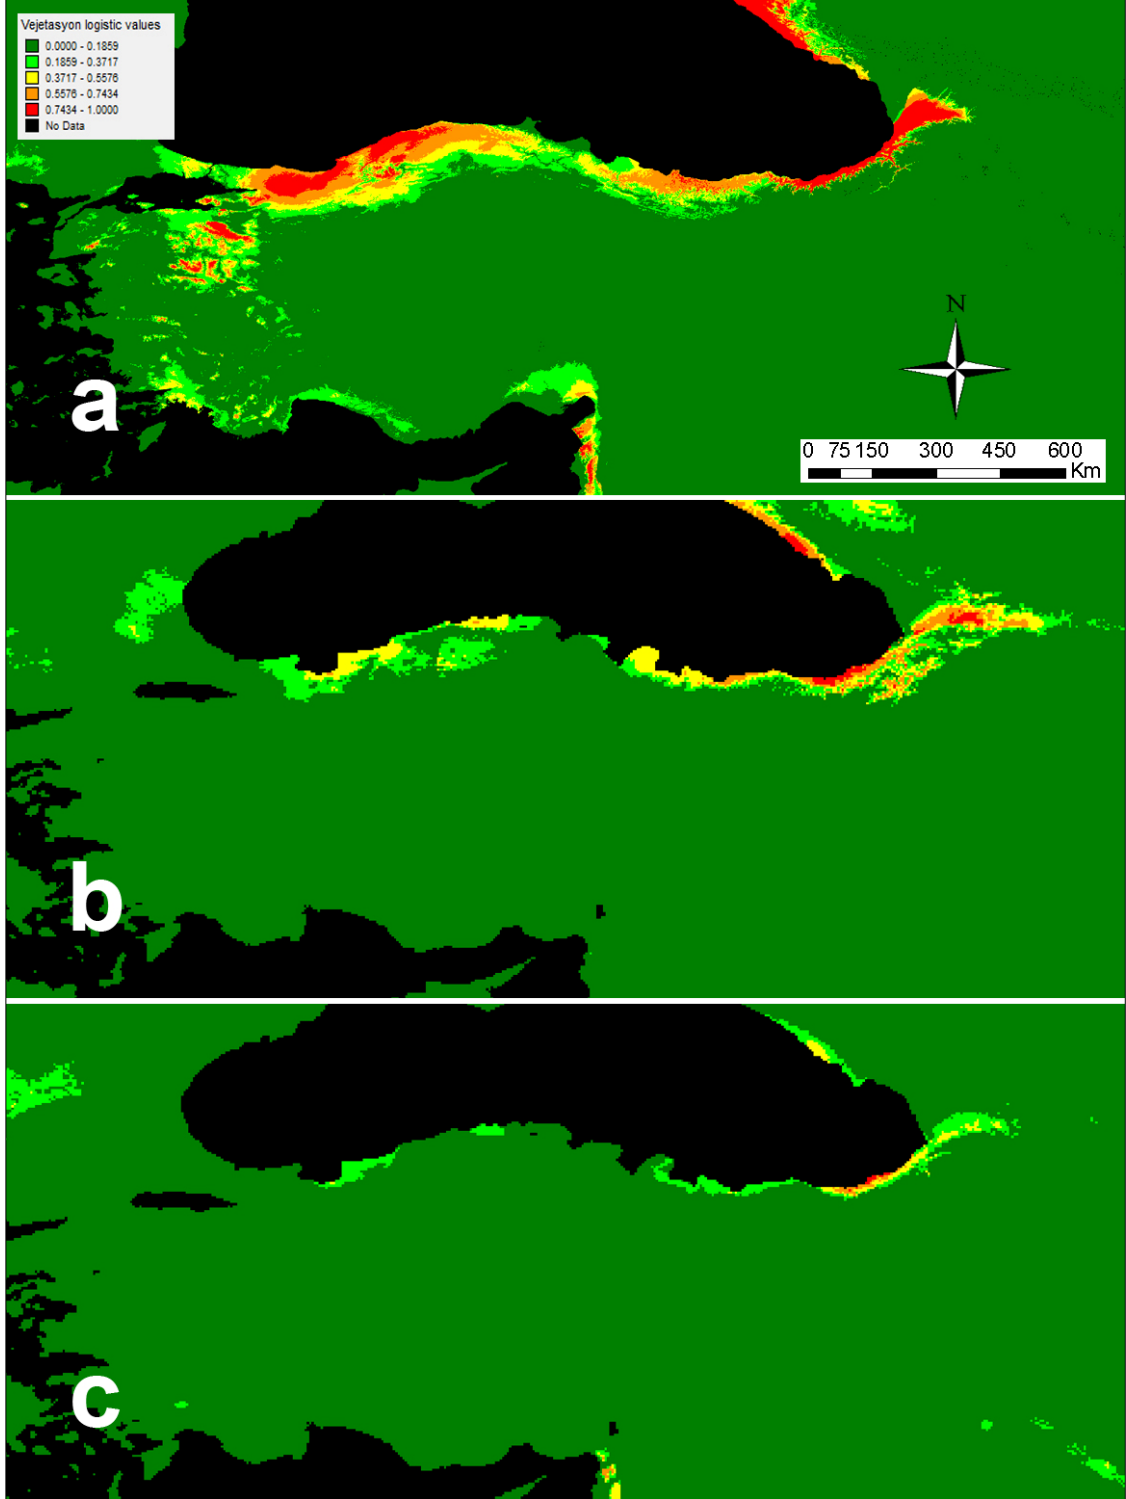 Vejetasyon logistic values
0.0000 - 0.1859
0.1859 - 0.3717
0.3717 - 0.5576
0.5576 - 0.7434
0.7434 - 1.0000
No Data
N
a
0 75 150 300 450 600
Km
b
c